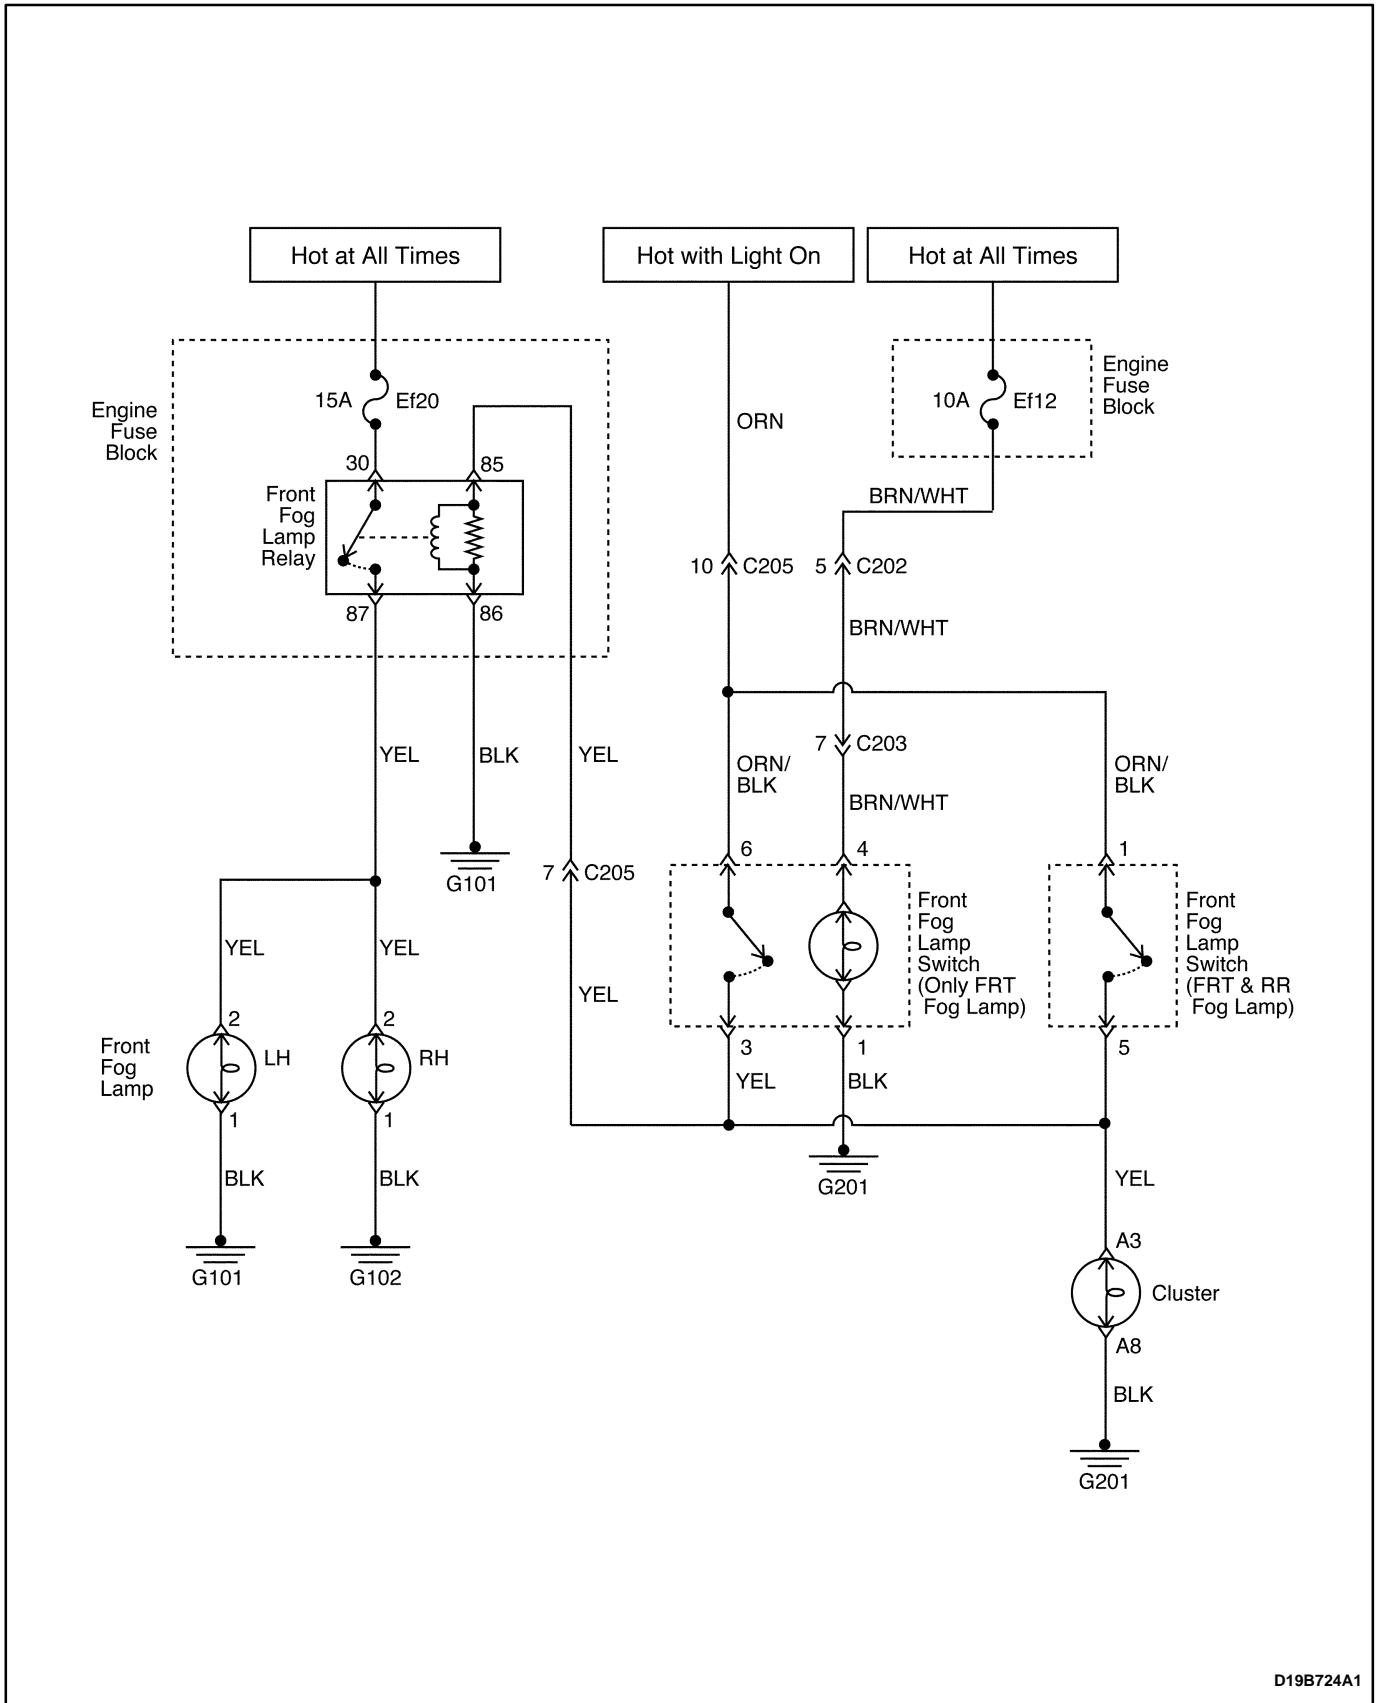 Hot at All Times
Hot with Light On
Hot at All Times
Engine
Fuse
Block
15A
Ef20
10A
Ef12
Engine
Fuse
Block
ORN
30
85
BRN/WHT
Front
Fog
Lamp
Relay
10
C205
5
C202
87
86
BRN/WHT
YEL
BLK
YEL
7
C203
ORN/
BLK
ORN/
BLK
BRN/WHT
6
4
1
G101
7
C205
Front
Fog
Lamp
Switch
(Only FRT
Fog Lamp)
Front
Fog
Lamp
Switch
(FRT & RR
Fog Lamp)
YEL
YEL
YEL
2
2
Front
Fog
Lamp
LH
RH
3
1
5
YEL
BLK
1
1
BLK
BLK
G201
YEL
G101
G102
A3
Cluster
A8
BLK
G201
D19B724A1